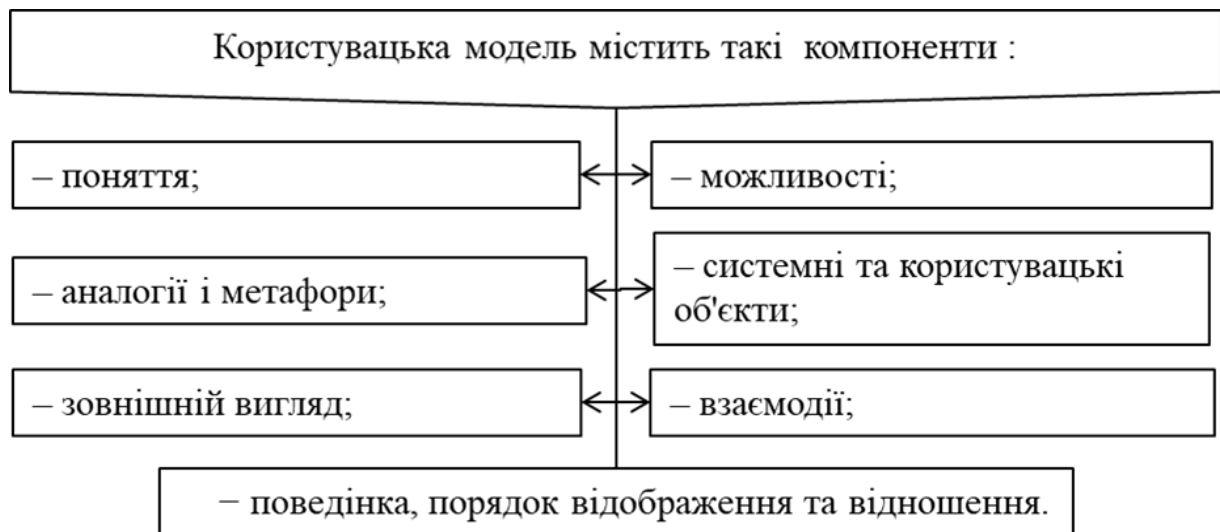 Користувацька модель містить такі компоненти :
– поняття;
– можливості;
– аналогії і метафори;
– системні та користувацькі
об'єкти;
– зовнішній вигляд;
– взаємодії;
– поведінка, порядок відображення та відношення.